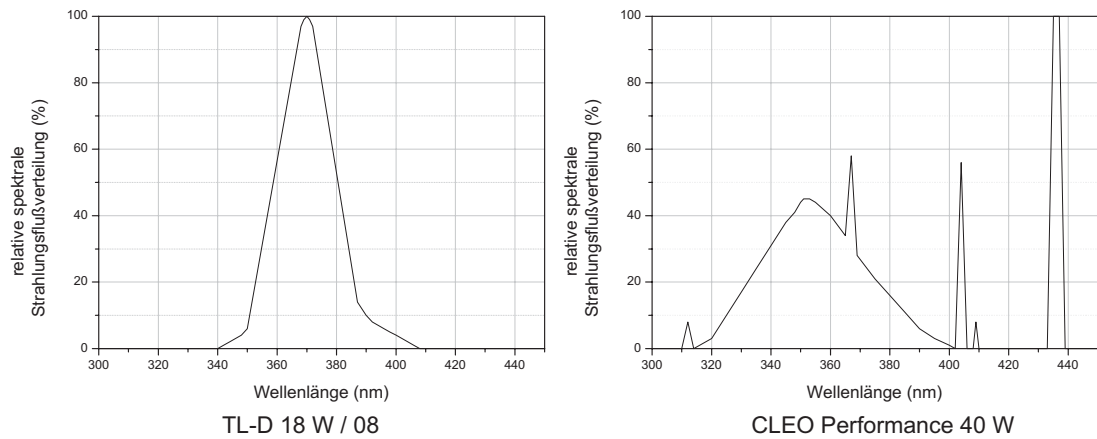 relative spektrale
Strahlungsflußverteilung (%)
100
80
60
40
20
0
300 320 340 360 380 400 420 440
Wellenlänge (nm)
TL-D 18 W / 08
relative spektrale
Strahlungsflußverteilung (%)
100
80
60
40
20
0
300 320 340 360 380 400 420 440
Wellenlänge (nm)
CLEO Performance 40 W